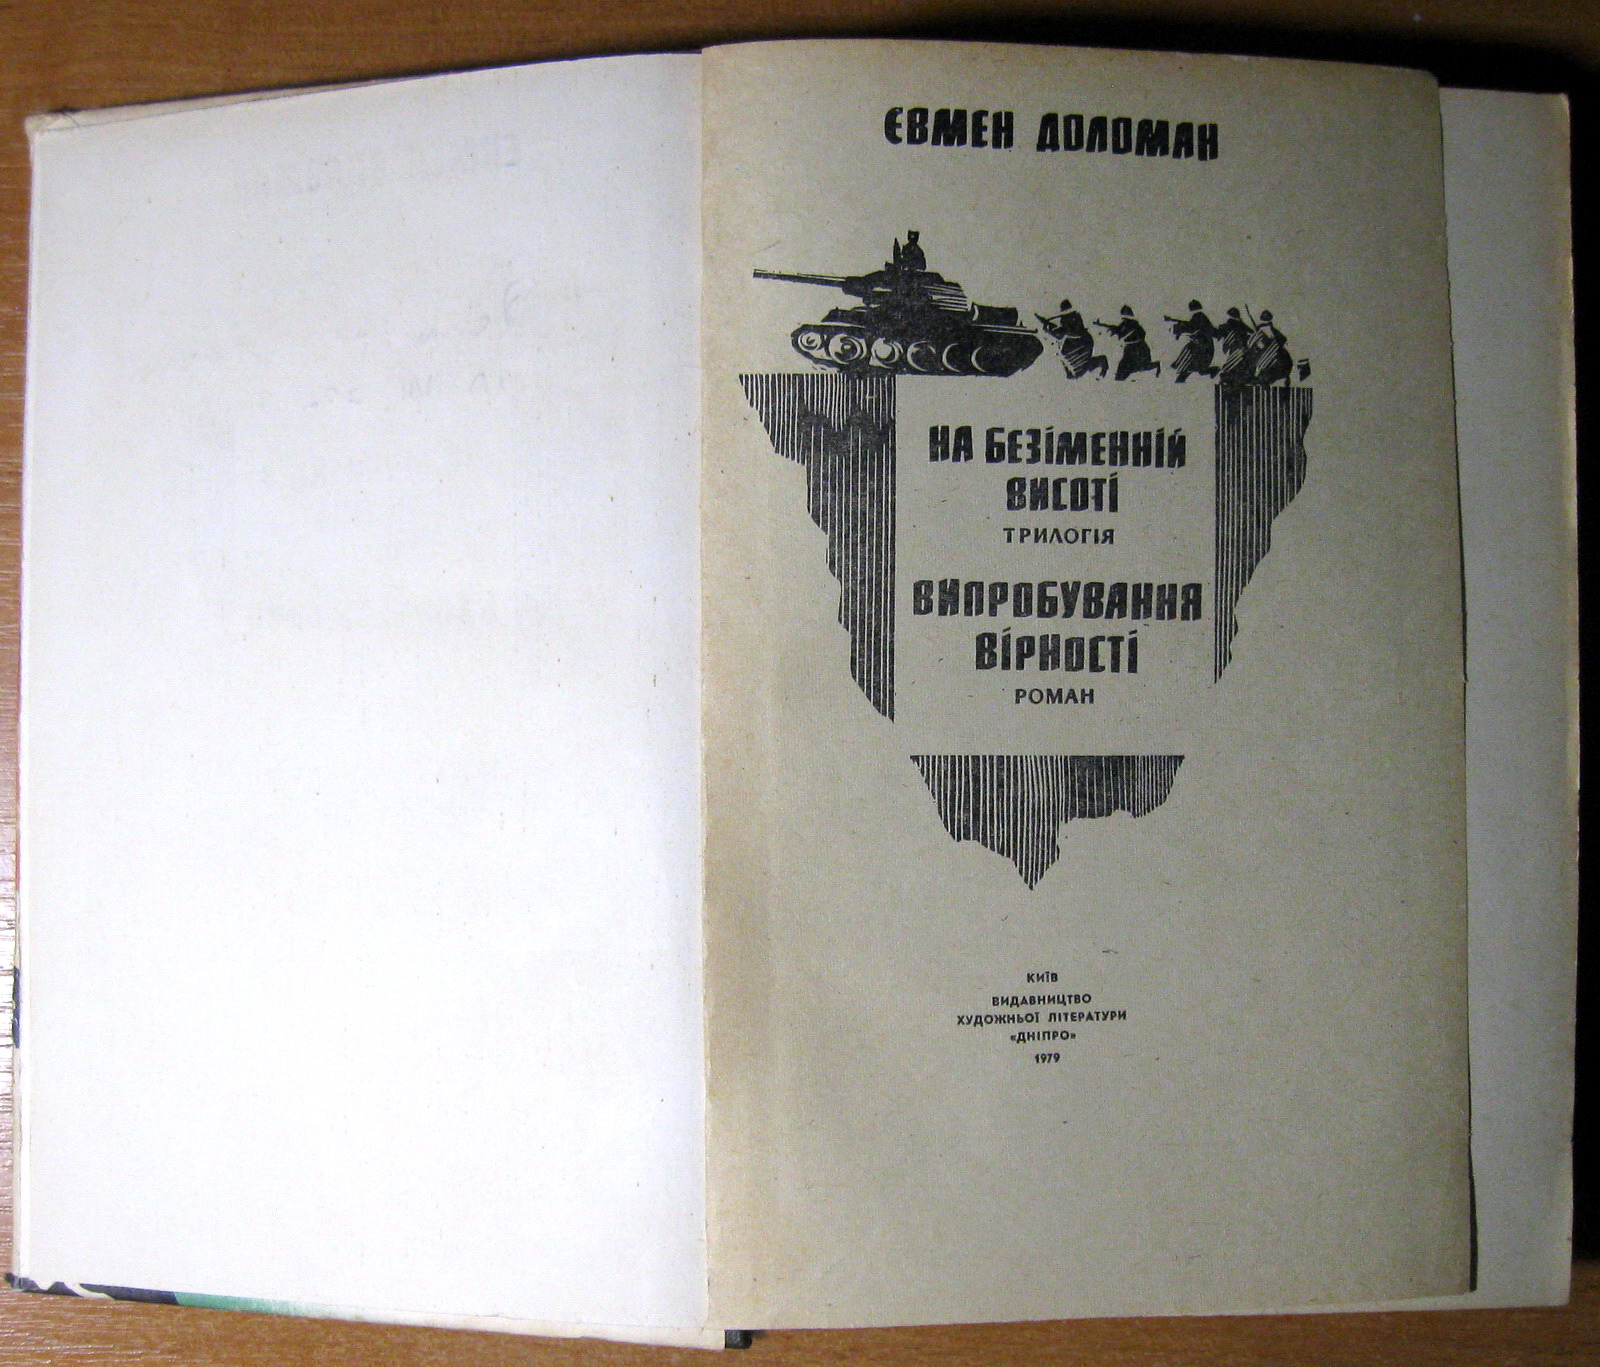 ЄВМЕН ДОЛОМАН
НА БЕЗІМЕННІЙ
ВИСОТІ
ТРИЛОГІЯ
ВИПРОБУВАННЯ
ВІРНОСТІ
РОМАН
КИЇВ
ВИДАВНИЦТВО
ХУДОЖНЬОЇ ЛІТЕРАТУРИ
«ДНІПРО»
1979